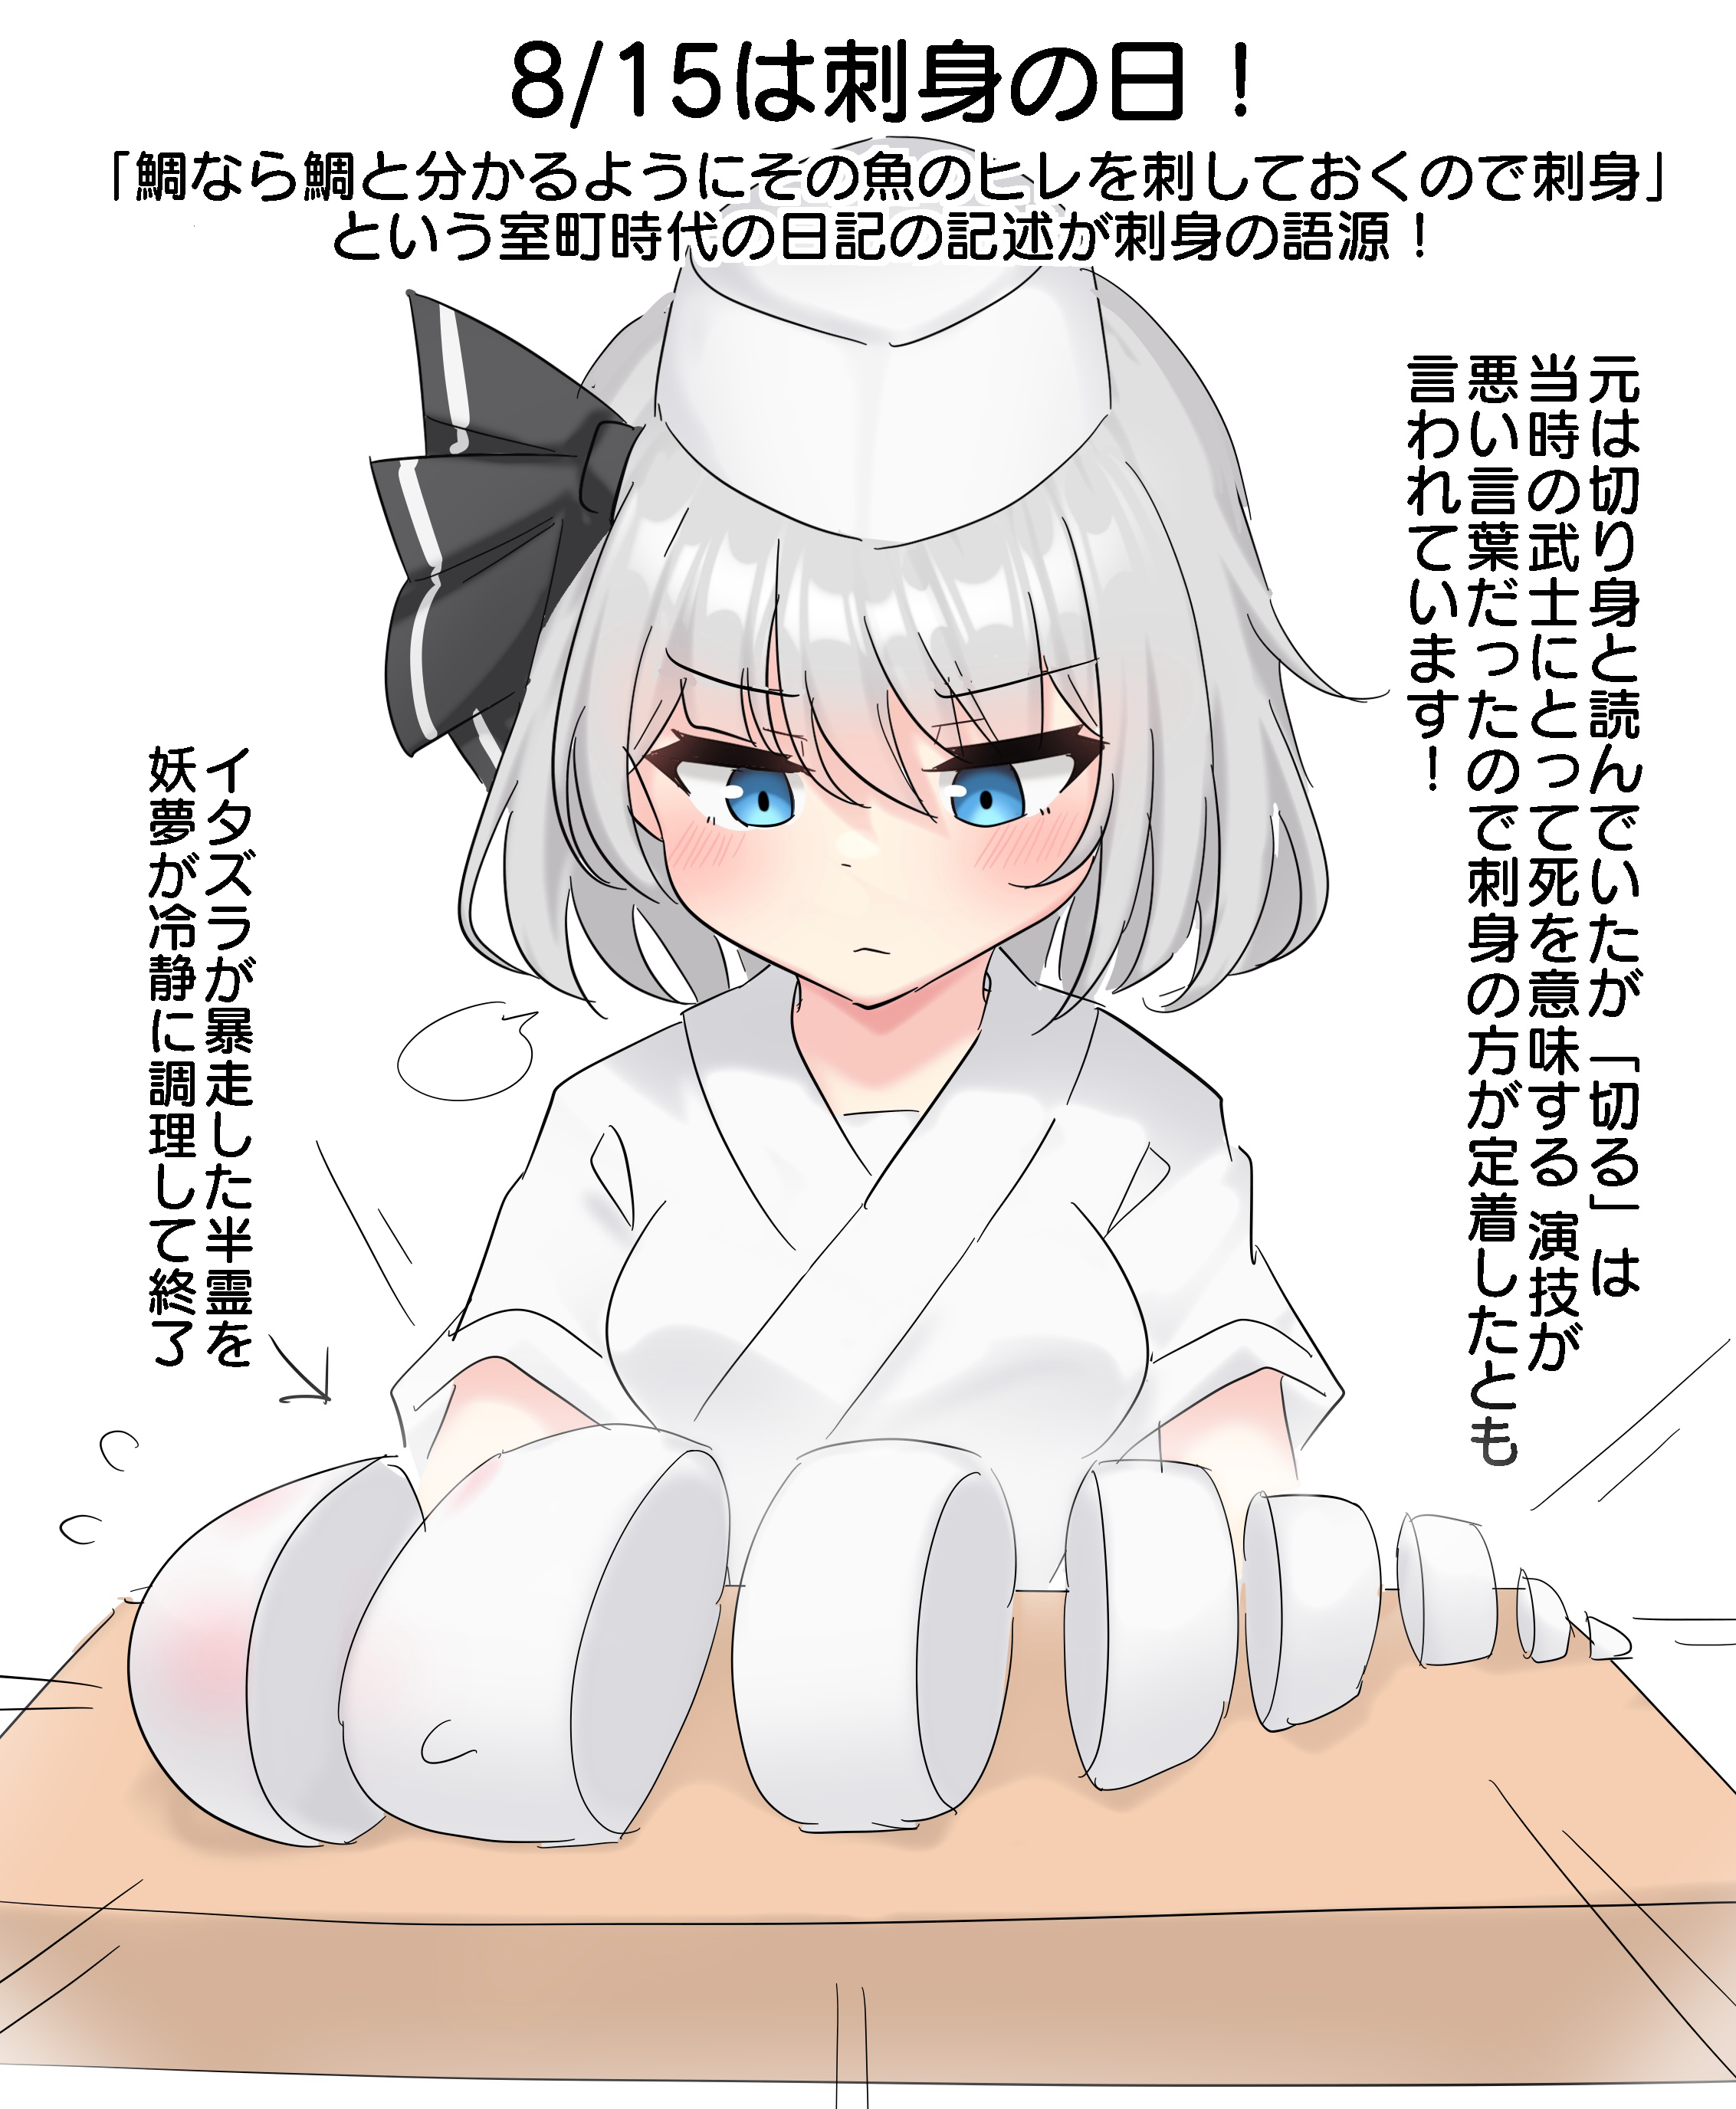 8/15は刺身の日！
「鯛なら鯛と分かるようにその魚のヒレを刺しておくので刺身」
という室町時代の日記の記述が刺身の語源！
元は切り身と読んでいたが「切る」は
当時の武士にとって死を意味する 演技が
悪い言葉だったので刺身の方が定着したとも
言われています！
イタズラが暴走した半霊を
妖夢が冷静に調理して終了